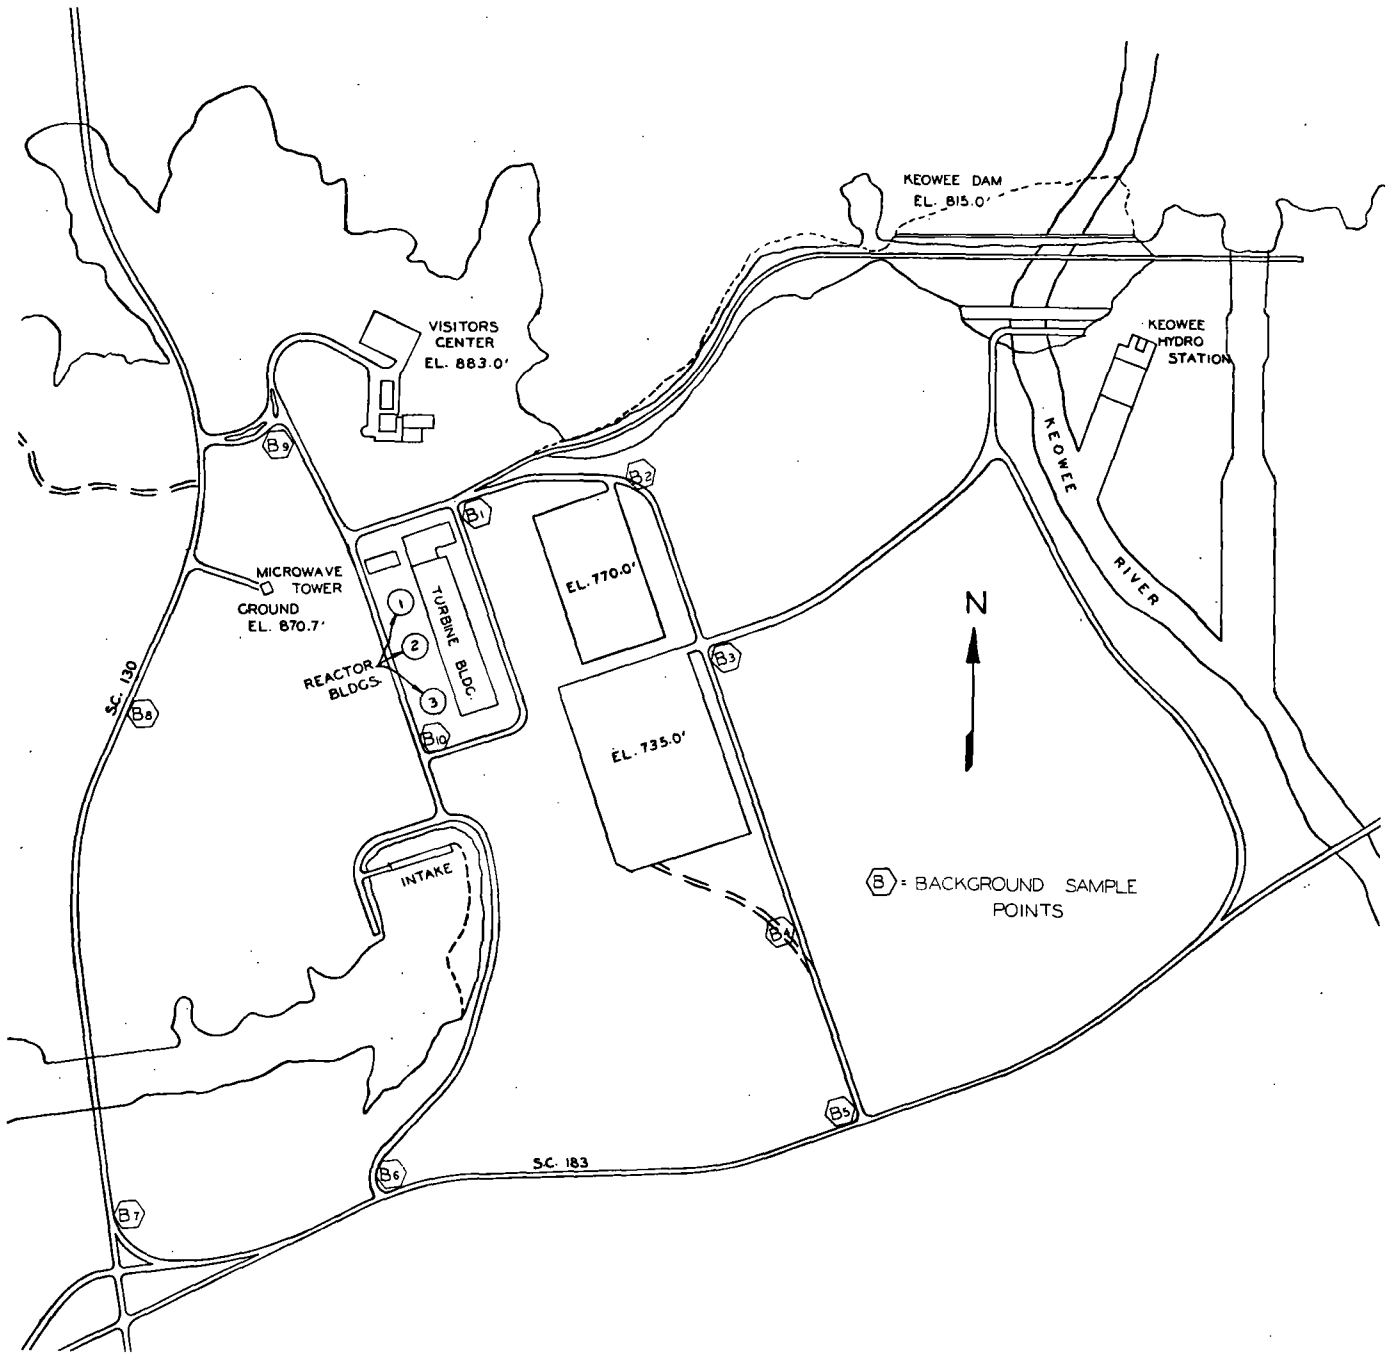 KEOWEE DAM
EL. 815.0'
VISITORS
CENTER
EL. 883.0'
KEOWEE
HYDRO
STATION
KEOWEE
RIVER
B9
B2
B1
MICROWAVE
TOWER
GROUND
EL. 870.7'
EL. 770.0'
1
2
3
TURBINE BLDG.
REACTOR
BLDGS.
N
B3
S.C. 130
B8
B10
EL. 735.0'
INTAKE
B = BACKGROUND SAMPLE
POINTS
B4
B5
S.C. 183
B6
B7